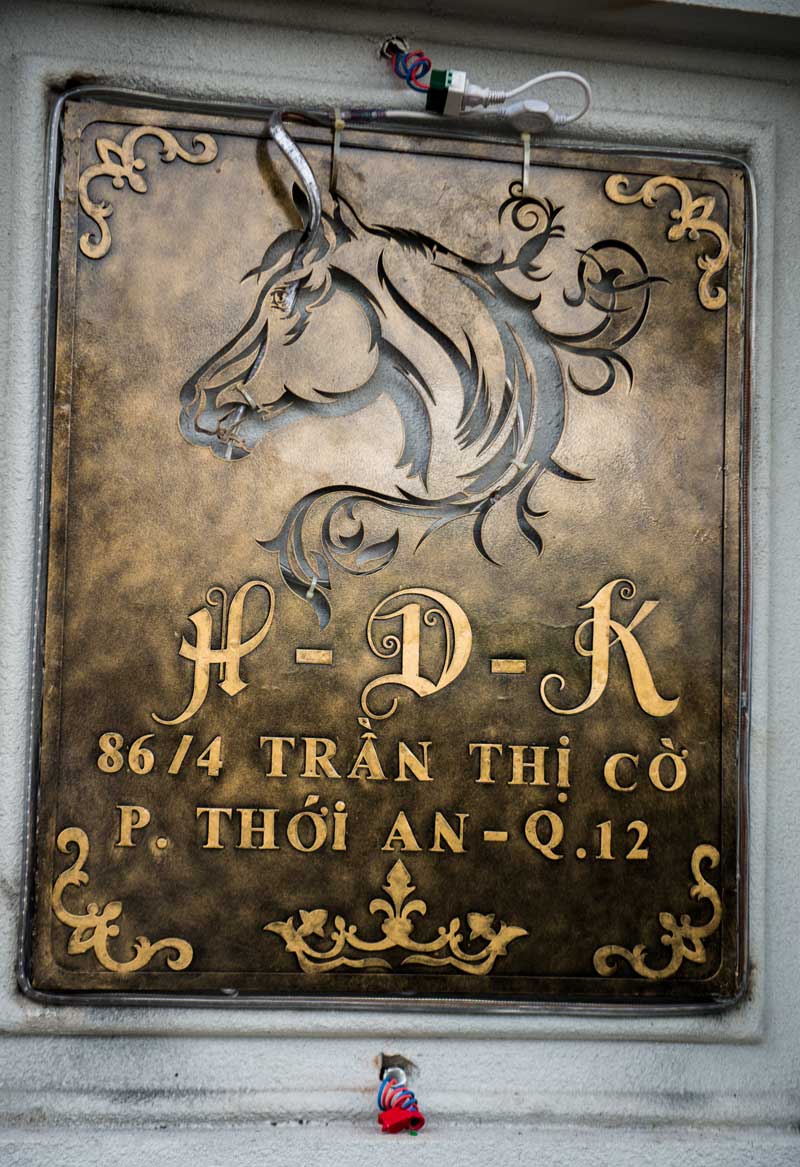 H - D - K
86/4 TRẦN THỊ CỜ
P. THỚI AN - Q.12